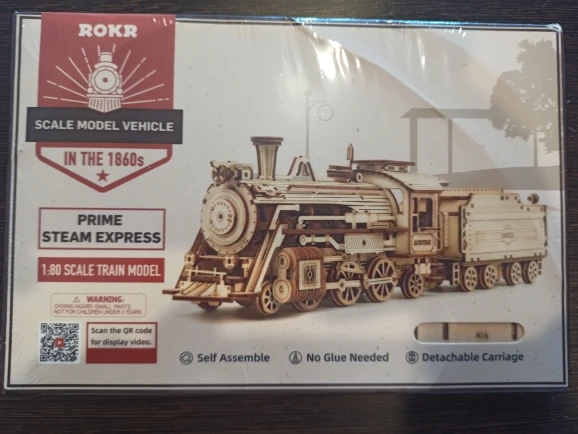 ROKR
SCALE MODEL VEHICLE
IN THE 1860s
PRIME
STEAM EXPRESS
1:80 SCALE TRAIN MODEL
WARNING:
CHOKING HAZARD-SMALL PARTS
NOT FOR CHILDREN UNDER 3 YEARS
Scan the QR code
for display video.
Self Assemble
No Glue Needed
Detachable Carriage
A16